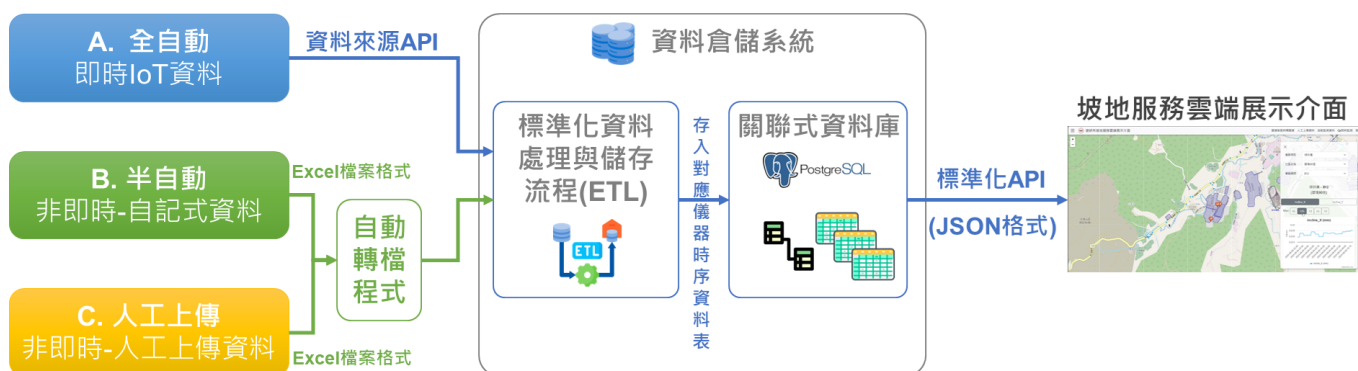 A. 全自動
即時IoT資料
資料來源API
資料倉儲系統
B. 半自動
非即時-自記式資料
Excel檔案格式
自動
轉檔
程式
C. 人工上傳
非即時-人工上傳資料
Excel檔案格式
標準化資料
處理與儲存
流程(ETL)
ETL
存入對應儀器時序資料表
關聯式資料庫
PostgreSQL
標準化API
(JSON格式)
坡地服務雲端展示介面